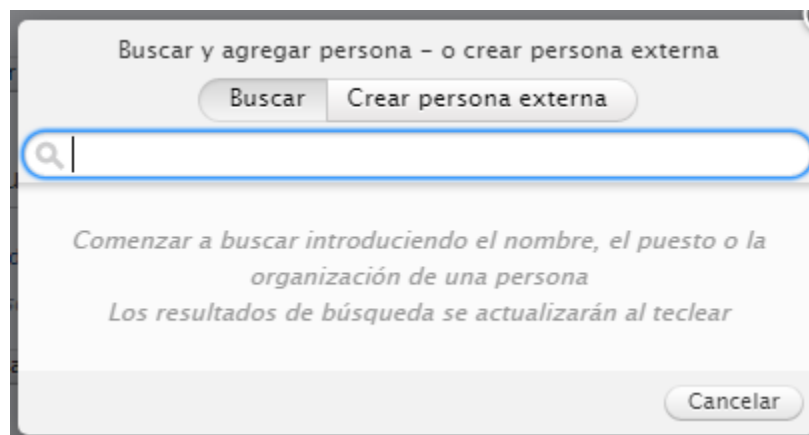 Buscar y agregar persona – o crear persona externa
Buscar Crear persona externa
Comenzar a buscar introduciendo el nombre, el puesto o la
organización de una persona
Los resultados de búsqueda se actualizarán al teclear
Cancelar